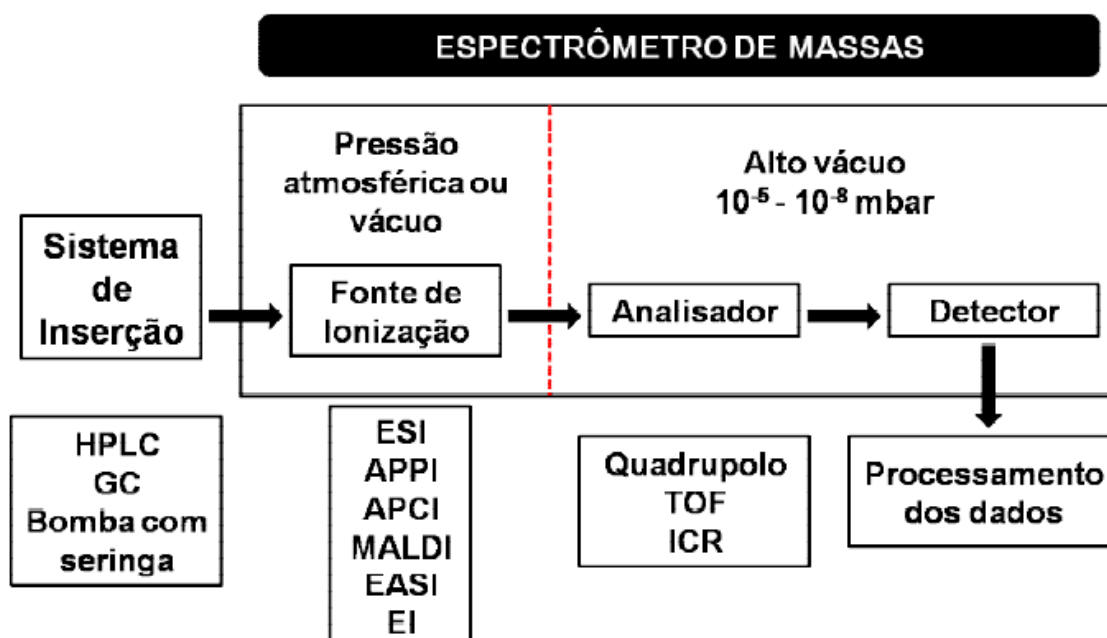 ESPECTRÔMETRO DE MASSAS
Pressão
atmosférica ou
vácuo
Alto vácuo
10⁻⁵ - 10⁻⁸ mbar
Sistema
de
Inserção
Fonte de
Ionização
Analisador
Detector
HPLC
GC
Bomba com
seringa
ESI
APPI
APCI
MALDI
EASI
EI
Quadrupolo
TOF
ICR
Processamento
dos dados